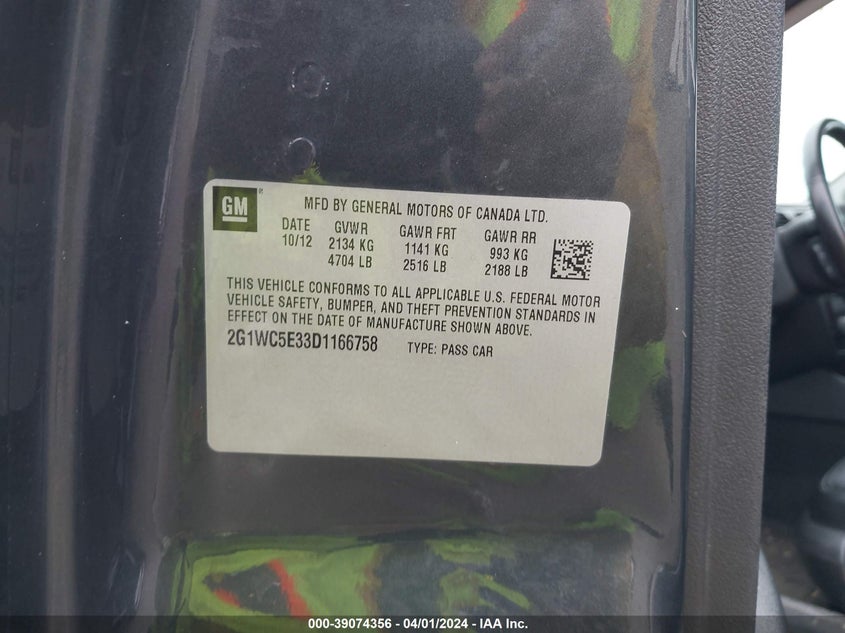 GM
MFD BY GENERAL MOTORS OF CANADA LTD.
DATE GVWR GAWR FRT GAWR RR
10/12 2134 KG 1141 KG 993 KG
4704 LB 2516 LB 2188 LB
THIS VEHICLE CONFORMS TO ALL APPLICABLE U.S. FEDERAL MOTOR
VEHICLE SAFETY, BUMPER, AND THEFT PREVENTION STANDARDS IN
EFFECT ON THE DATE OF MANUFACTURE SHOWN ABOVE.
2G1WC5E33D1166758 TYPE: PASS CAR
000-39074356 - 04/01/2024 - IAA Inc.